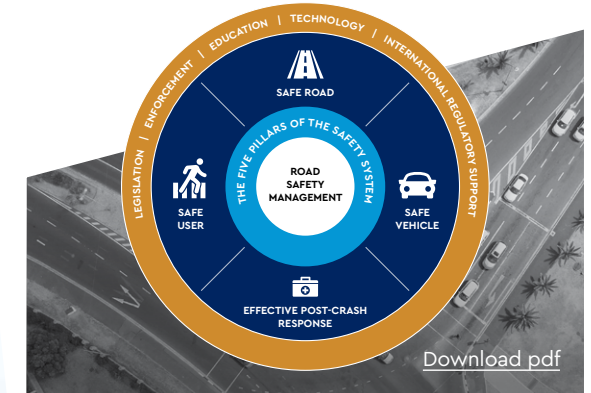 LEGISLATION | ENFORCEMENT | EDUCATION | TECHNOLOGY | INTERNATIONAL REGULATORY SUPPORT
SAFE ROAD
THE FIVE PILLARS OF THE SAFETY SYSTEM
ROAD
SAFETY
MANAGEMENT
SAFE
USER
SAFE
VEHICLE
EFFECTIVE POST-CRASH
RESPONSE
Download pdf